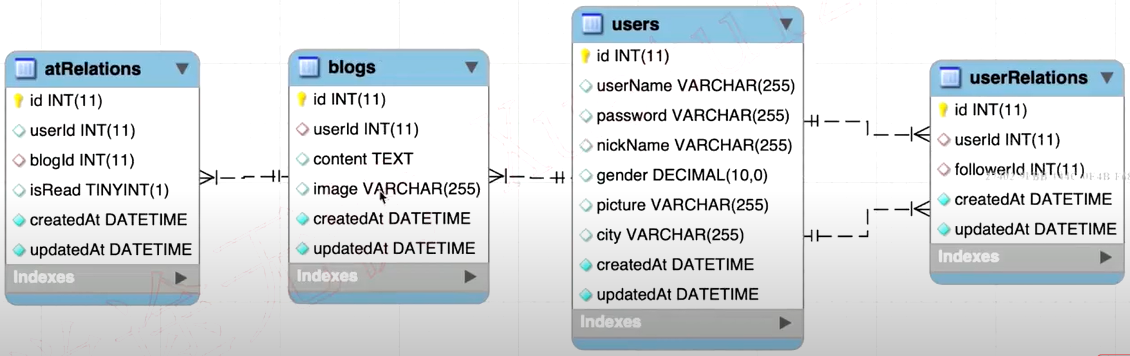 atRelations
id INT(11)
userId INT(11)
blogId INT(11)
isRead TINYINT(1)
createdAt DATETIME
updatedAt DATETIME
Indexes
blogs
id INT(11)
userId INT(11)
content TEXT
image VARCHAR(255)
createdAt DATETIME
updatedAt DATETIME
Indexes
users
id INT(11)
userName VARCHAR(255)
password VARCHAR(255)
nickName VARCHAR(255)
gender DECIMAL(10,0)
picture VARCHAR(255)
city VARCHAR(255)
createdAt DATETIME
updatedAt DATETIME
Indexes
userRelations
id INT(11)
userId INT(11)
followerId INT(11)
createdAt DATETIME
updatedAt DATETIME
Indexes